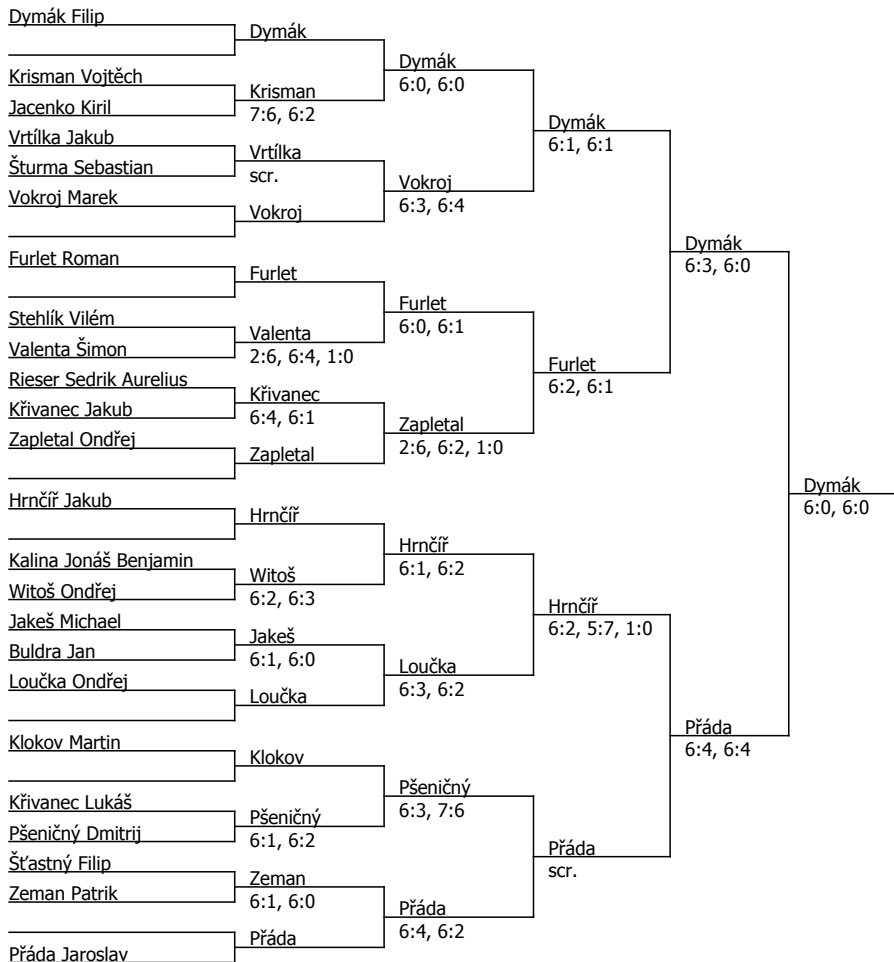 Dymák Filip
Krisman Vojtěch
Jacenko Kiril
Vrtílka Jakub
Šturma Sebastian
Vokroj Marek
Furlet Roman
Stehlík Vilém
Valenta Šimon
Rieser Sedrik Aurelius
Křivanec Jakub
Zapletal Ondřej
Hrnčíř Jakub
Kalina Jonáš Benjamin
Witoš Ondřej
Jakeš Michael
Buldra Jan
Loučka Ondřej
Klokov Martin
Křivanec Lukáš
Pšeničný Dmitrij
Šťastný Filip
Zeman Patrik
Přáda Jaroslav
Dymák
Krisman
7:6, 6:2
Vrtílka
scr.
Vokroj
Furlet
Valenta
2:6, 6:4, 1:0
Křivanec
6:4, 6:1
Zapletal
Hrnčíř
Witoš
6:2, 6:3
Jakeš
6:1, 6:0
Loučka
Klokov
Pšeničný
6:1, 6:2
Zeman
6:1, 6:0
Přáda
Dymák
6:0, 6:0
Vokroj
6:3, 6:4
Furlet
6:0, 6:1
Zapletal
2:6, 6:2, 1:0
Hrnčíř
6:1, 6:2
Loučka
6:3, 6:2
Pšeničný
6:3, 7:6
Přáda
6:4, 6:2
Dymák
6:1, 6:1
Furlet
6:2, 6:1
Hrnčíř
6:2, 5:7, 1:0
Přáda
scr.
Dymák
6:3, 6:0
Přáda
6:4, 6:4
Dymák
6:0, 6:0